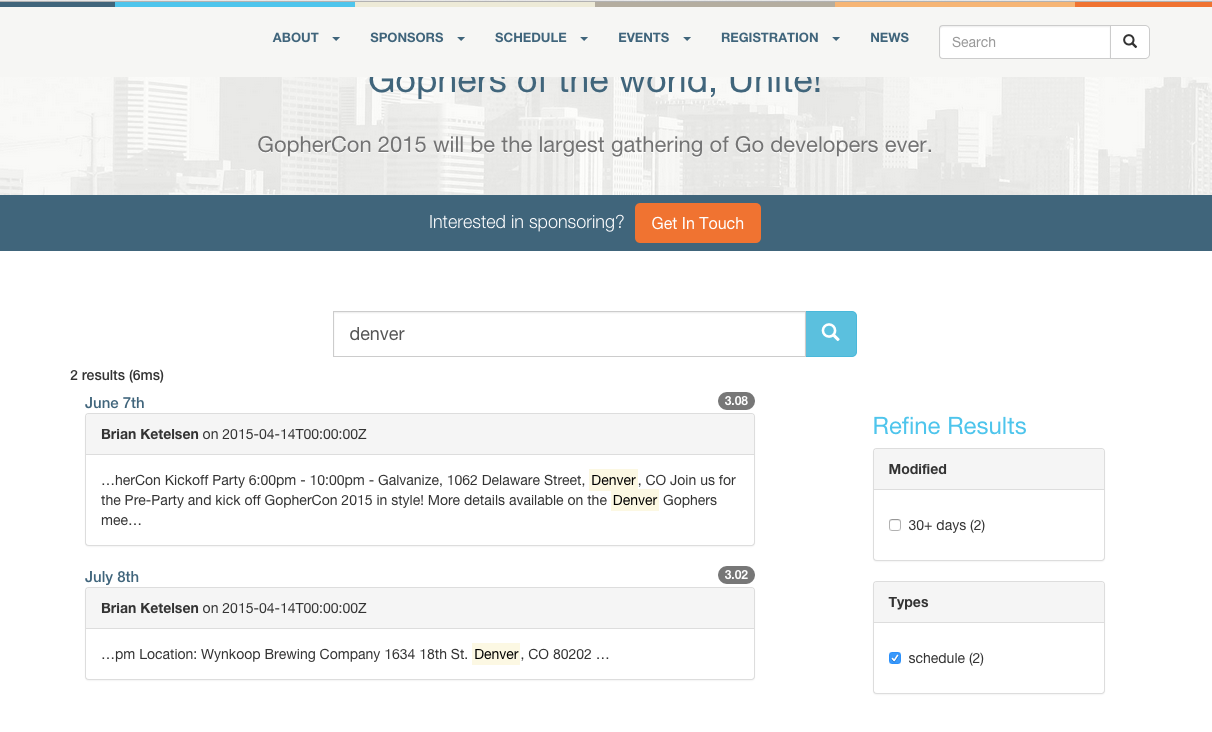 ABOUT SPONSORS SCHEDULE EVENTS REGISTRATION NEWS Search
Gophers of the world, Unite!
GopherCon 2015 will be the largest gathering of Go developers ever.
Interested in sponsoring? Get In Touch
denver
2 results (6ms)
June 7th 3.08
Brian Ketelsen on 2015-04-14T00:00:00Z
…herCon Kickoff Party 6:00pm - 10:00pm - Galvanize, 1062 Delaware Street, Denver, CO Join us for
the Pre-Party and kick off GopherCon 2015 in style! More details available on the Denver Gophers
mee…
July 8th 3.02
Brian Ketelsen on 2015-04-14T00:00:00Z
…pm Location: Wynkoop Brewing Company 1634 18th St. Denver, CO 80202 …
Refine Results
Modified
30+ days (2)
Types
schedule (2)